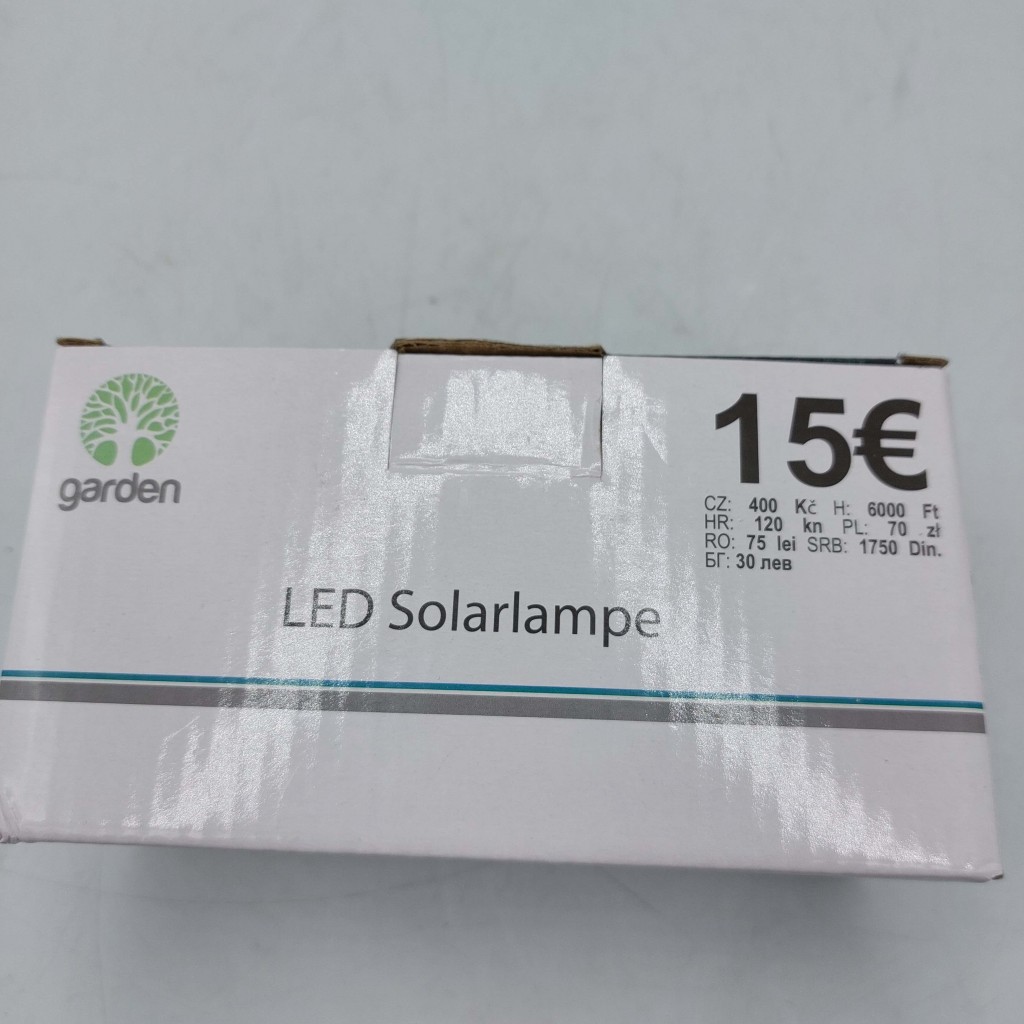 garden
15€
CZ: 400 Kč H: 6000 Ft
HR: 120 kn PL: 70 zł
RO: 75 lei SRB: 1750 Din.
БГ: 30 лев
LED Solarlampe